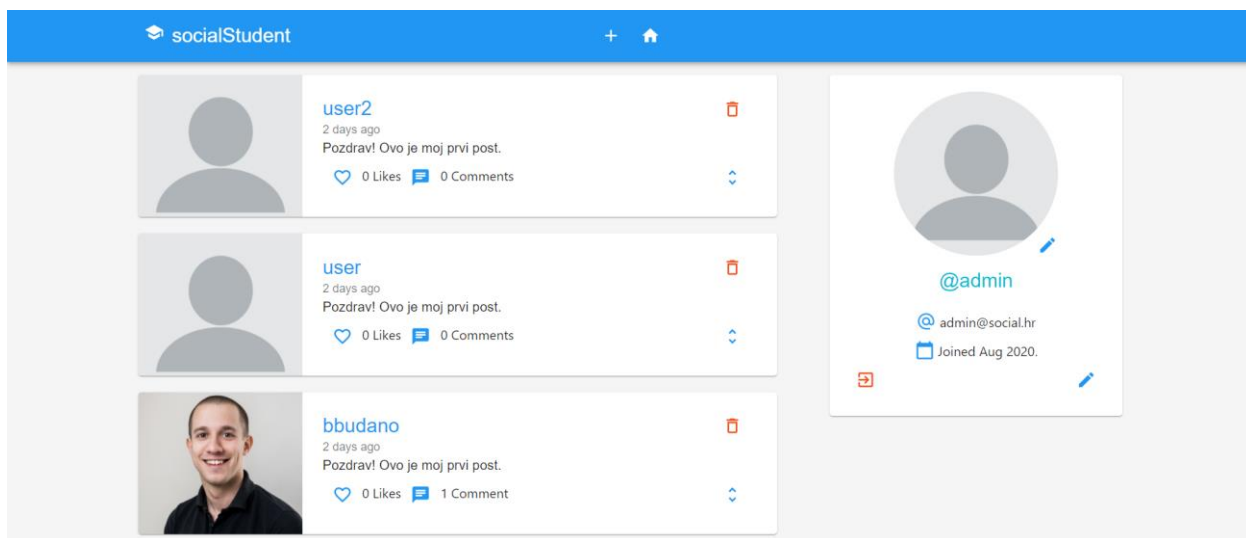 socialStudent
user2
2 days ago
Pozdrav! Ovo je moj prvi post.
0 Likes 0 Comments
user
2 days ago
Pozdrav! Ovo je moj prvi post.
0 Likes 0 Comments
bbudano
2 days ago
Pozdrav! Ovo je moj prvi post.
0 Likes 1 Comment
@admin
admin@social.hr
Joined Aug 2020.